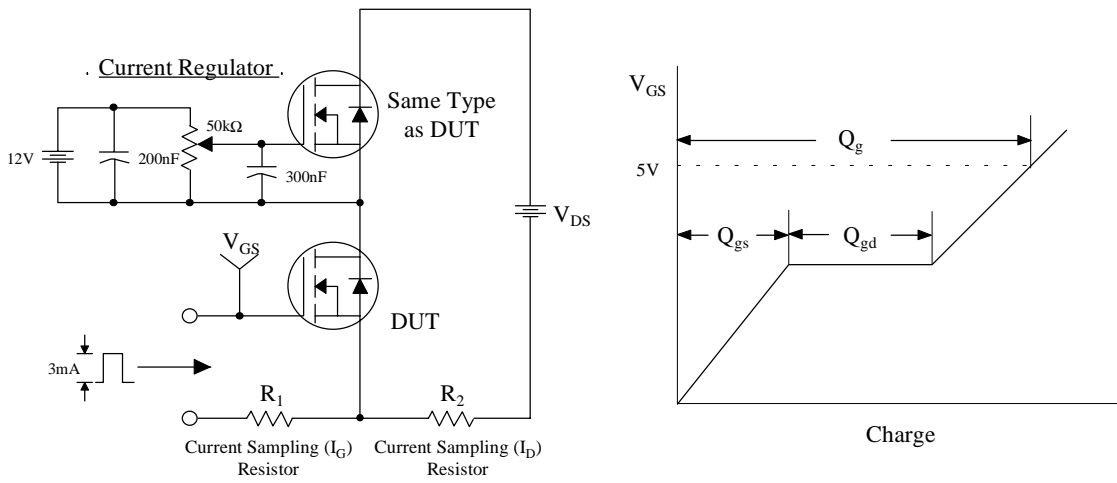 . Current Regulator .
12V
200nF
50kΩ
300nF
Same Type
as DUT
V_DS
V_GS
DUT
3mA
R_1
R_2
Current Sampling (I_G)
Resistor
Current Sampling (I_D)
Resistor
V_GS
Q_g
5V
Q_gs
Q_gd
Charge